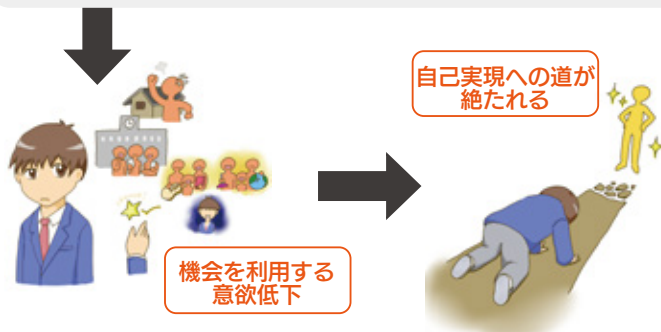 自己実現への道が
絶たれる
機会を利用する
意欲低下